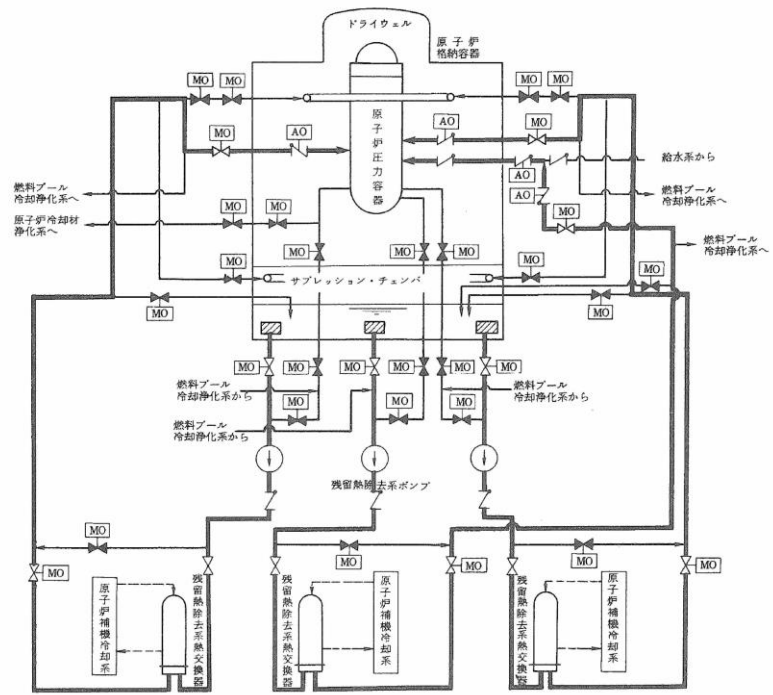 ドライウェル
原子炉
格納容器
MO
MO
MO
MO
原子炉圧力容器
MO
AO
AO
MO
給水系から
AO
AO
MO
燃料プール
冷却浄化系へ
原子炉冷却材
浄化系へ
燃料プール
冷却浄化系へ
燃料プール
冷却浄化系へ
MO
MO
MO
MO
MO
MO
サプレッション・チェンバ
MO
MO
MO
MO
MO
MO
MO
MO
MO
MO
燃料プール
冷却浄化系から
燃料プール
冷却浄化系から
MO
MO
MO
燃料プール
冷却浄化系から
残留熱除去系ポンプ
MO
MO
MO
MO
MO
MO
原子炉補機冷却系
残留熱除去系熱交換器
残留熱除去系熱交換器
原子炉補機冷却系
残留熱除去系熱交換器
原子炉補機冷却系